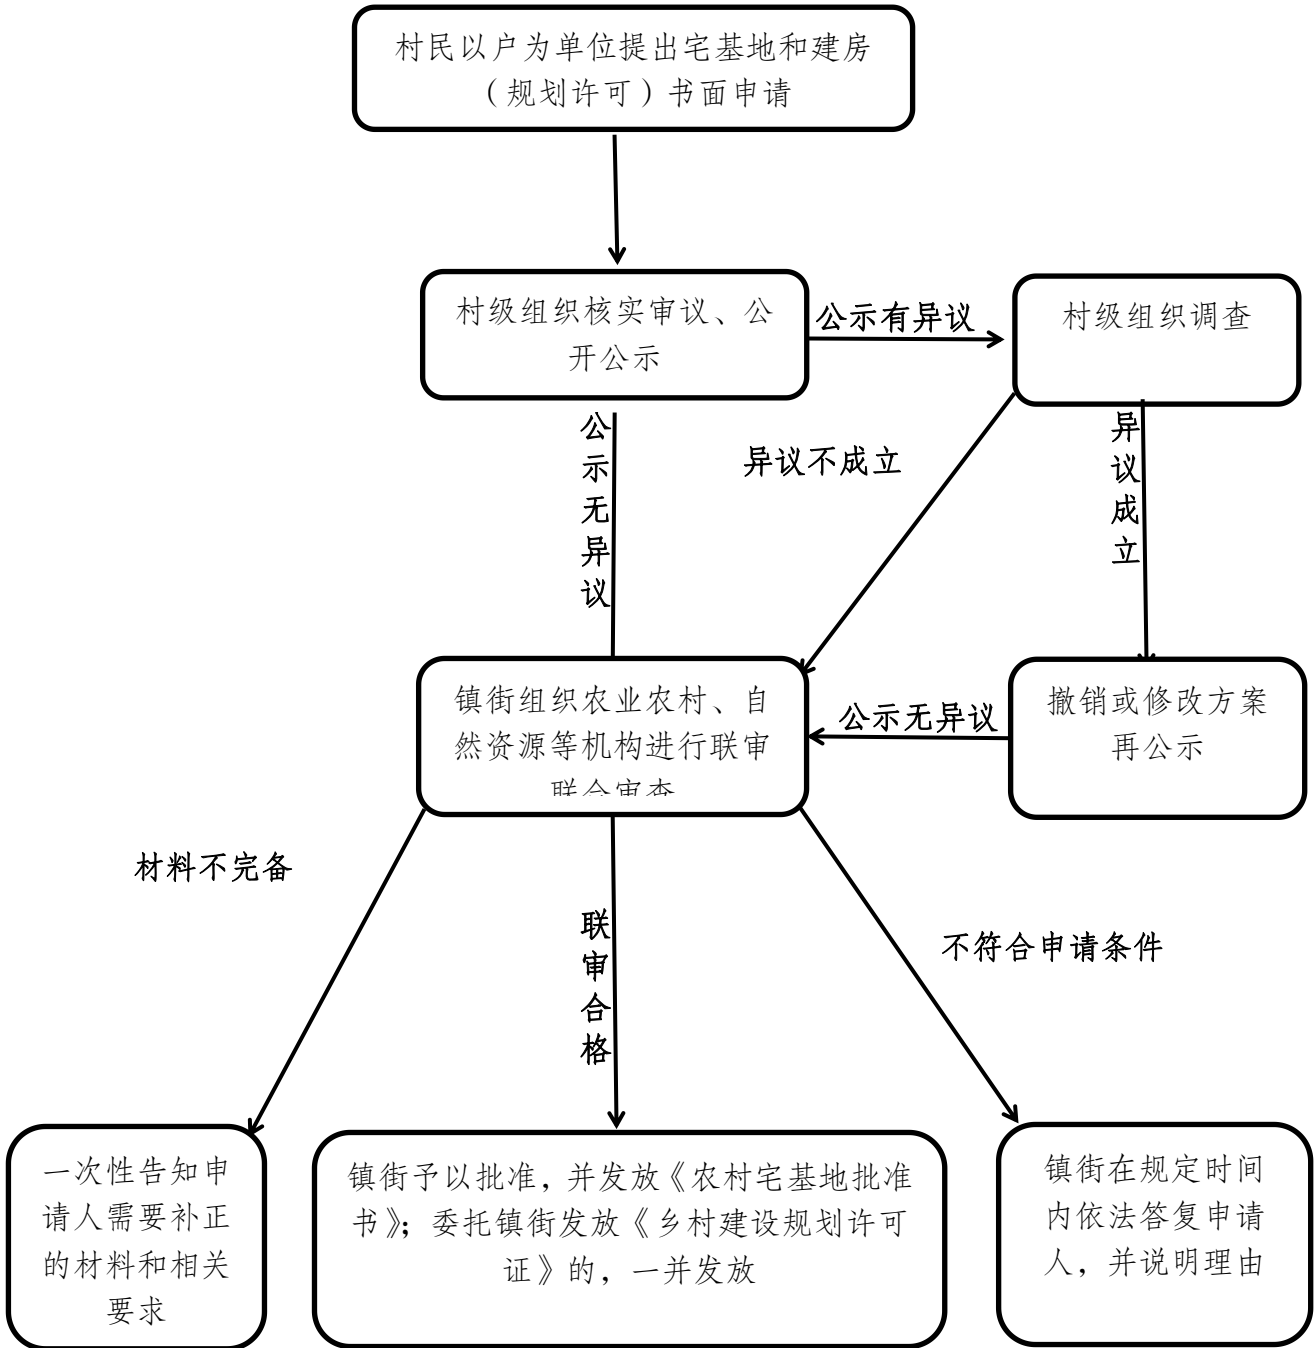 村民以户为单位提出宅基地和建房
（规划许可）书面申请
村级组织核实审议、公
开公示
公示有异议
村级组织调查
公示无异议
异议不成立
异议成立
镇街组织农业农村、自
然资源等机构进行联审
联合审查
公示无异议
撤销或修改方案
再公示
材料不完备
联审合格
不符合申请条件
一次性告知申
请人需要补正
的材料和相关
要求
镇街予以批准，并发放《农村宅基地批准
书》；委托镇街发放《乡村建设规划许可
证》的，一并发放
镇街在规定时间
内依法答复申请
人，并说明理由